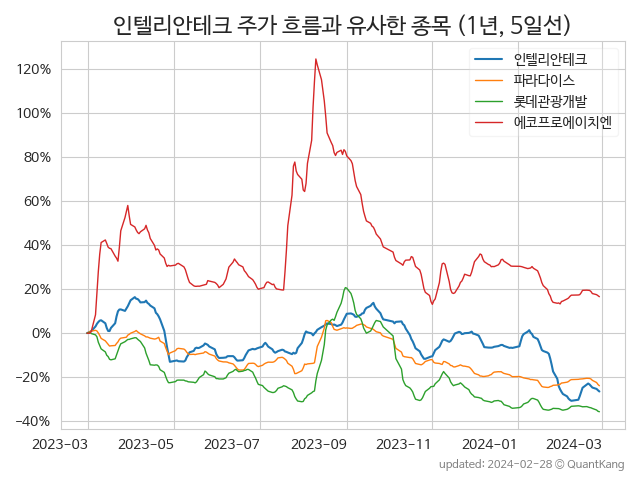 인텔리안테크 주가 흐름과 유사한 종목 (1년, 5일선)
인텔리안테크
파라다이스
롯데관광개발
에코프로에이치엔
120%
100%
80%
60%
40%
20%
0%
−20%
−40%
2023-03 2023-05 2023-07 2023-09 2023-11 2024-01 2024-03
updated: 2024-02-28 © QuantKang